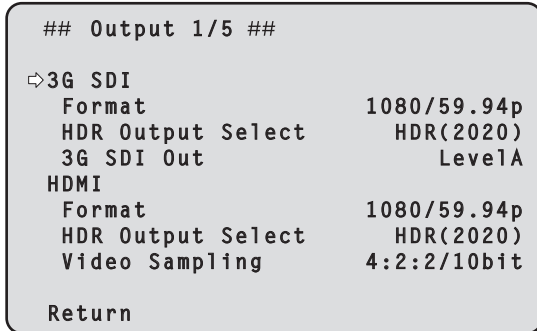 ## Output 1/5 ##
⇨3G SDI
Format 1080/59.94p
HDR Output Select HDR(2020)
3G SDI Out LevelA
HDMI
Format 1080/59.94p
HDR Output Select HDR(2020)
Video Sampling 4:2:2/10bit
Return